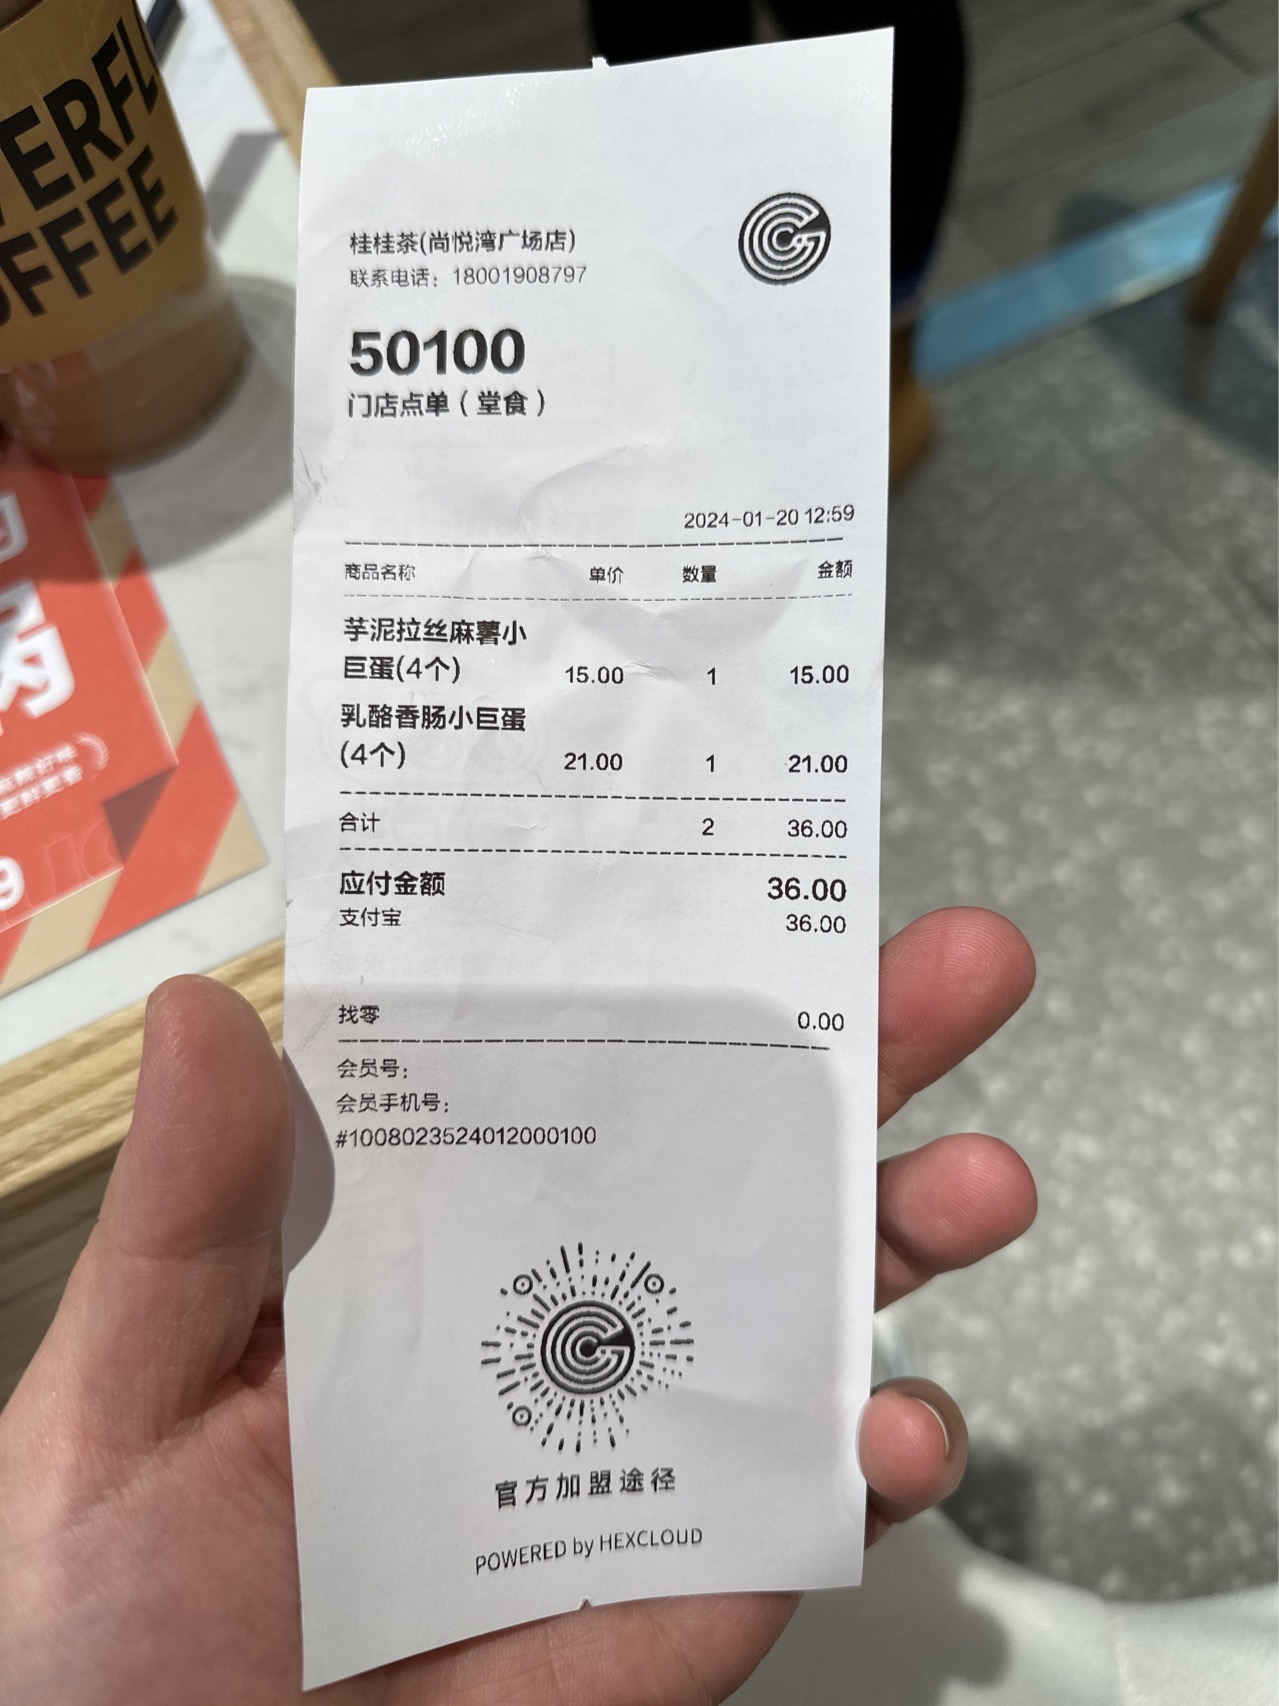 桂桂茶(尚悦湾广场店)
联系电话：18001908797
50100
门店点单（堂食）
2024-01-20 12:59
商品名称 单价 数量 金额
芋泥拉丝麻薯小
巨蛋(4个) 15.00 1 15.00
乳酪香肠小巨蛋
(4个) 21.00 1 21.00
合计 2 36.00
应付金额 36.00
支付宝 36.00
找零 0.00
会员号：
会员手机号：
#1008023524012000100
官方加盟途径
POWERED by HEXCLOUD
ERFL
OFFEE
9